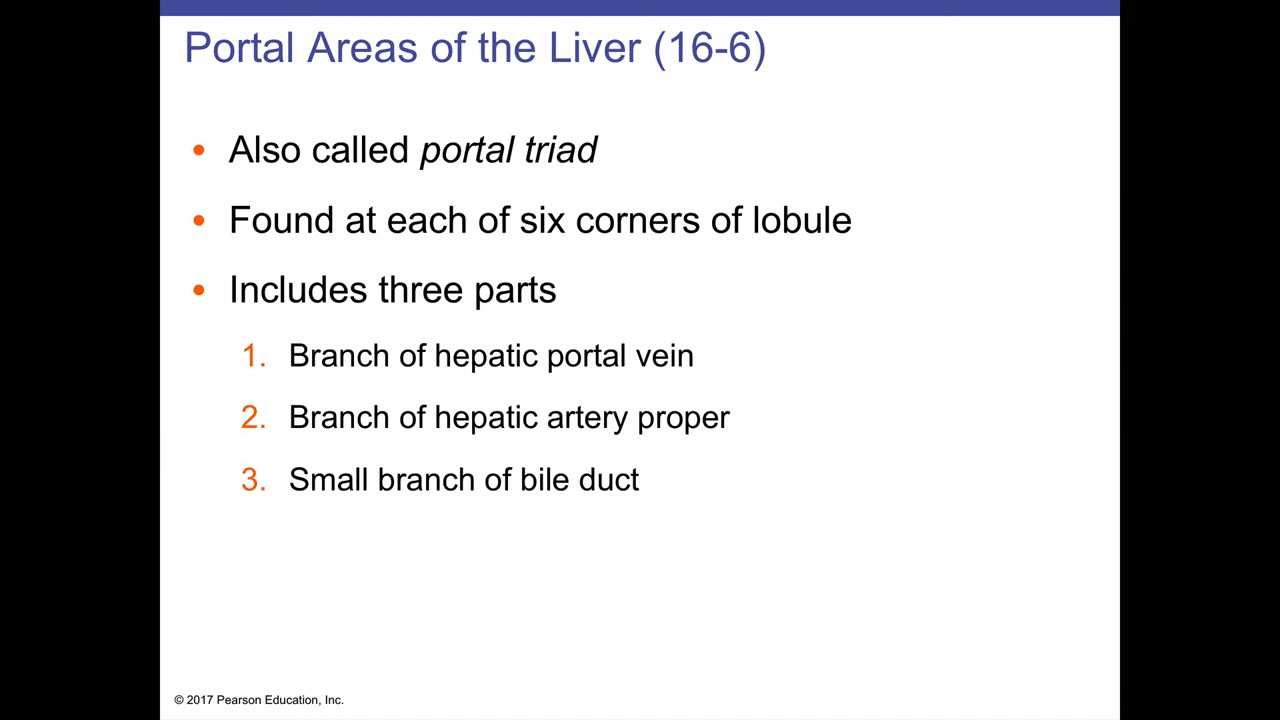 Portal Areas of the Liver (16-6)
• Also called portal triad
• Found at each of six corners of lobule
• Includes three parts
1. Branch of hepatic portal vein
2. Branch of hepatic artery proper
3. Small branch of bile duct
© 2017 Pearson Education, Inc.